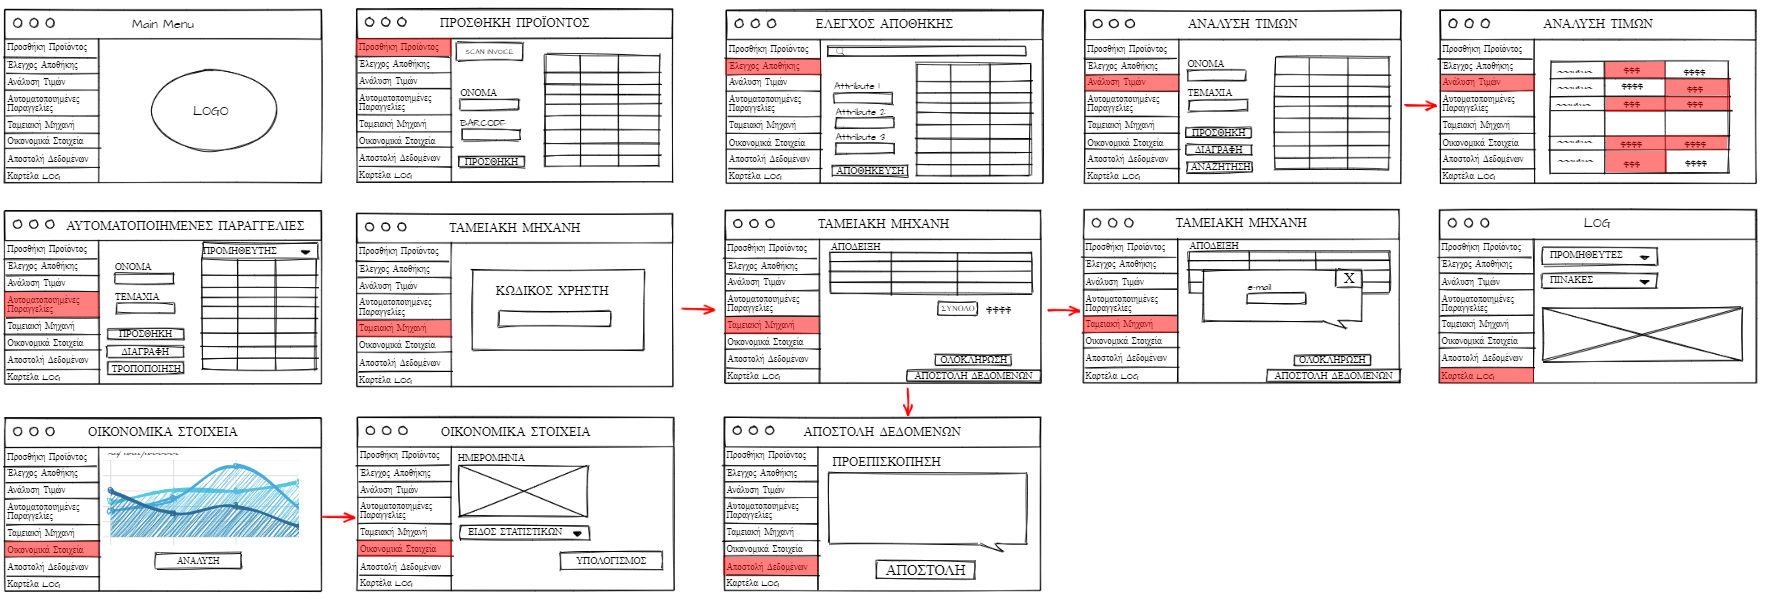 Main Menu
Προσθήκη Προϊόντος
Έλεγχος Αποθήκης
Ανάλυση Τιμών
Αυτοματοποιημένες
Παραγγελίες
Ταμειακή Μηχανή
Οικονομικά Στοιχεία
Αποστολή Δεδομένων
Καρτέλα LOG
LOGO
ΠΡΟΣΘΗΚΗ ΠΡΟΪΟΝΤΟΣ
Προσθήκη Προϊόντος
Έλεγχος Αποθήκης
Ανάλυση Τιμών
Αυτοματοποιημένες
Παραγγελίες
Ταμειακή Μηχανή
Οικονομικά Στοιχεία
Αποστολή Δεδομένων
Καρτέλα LOG
SCAN INVOICE
ΟΝΟΜΑ
BARCODE
ΠΡΟΣΘΗΚΗ
ΕΛΕΓΧΟΣ ΑΠΟΘΗΚΗΣ
Προσθήκη Προϊόντος
Έλεγχος Αποθήκης
Ανάλυση Τιμών
Αυτοματοποιημένες
Παραγγελίες
Ταμειακή Μηχανή
Οικονομικά Στοιχεία
Αποστολή Δεδομένων
Καρτέλα LOG
Attribute 1
Attribute 2
Attribute 3
ΑΠΟΘΗΚΕΥΣΗ
ΑΝΑΛΥΣΗ ΤΙΜΩΝ
Προσθήκη Προϊόντος
Έλεγχος Αποθήκης
Ανάλυση Τιμών
Αυτοματοποιημένες
Παραγγελίες
Ταμειακή Μηχανή
Οικονομικά Στοιχεία
Αποστολή Δεδομένων
Καρτέλα LOG
ΟΝΟΜΑ
ΤΕΜΑΧΙΑ
ΠΡΟΣΘΗΚΗ
ΔΙΑΓΡΑΦΗ
ΑΝΑΖΗΤΗΣΗ
ΑΝΑΛΥΣΗ ΤΙΜΩΝ
Προσθήκη Προϊόντος
Έλεγχος Αποθήκης
Ανάλυση Τιμών
Αυτοματοποιημένες
Παραγγελίες
Ταμειακή Μηχανή
Οικονομικά Στοιχεία
Αποστολή Δεδομένων
Καρτέλα LOG
$$$ $$$$
$$$$ $$$
$$$ $$$
$$$$ $$$$
$$$ $$$$
ΑΥΤΟΜΑΤΟΠΟΙΗΜΕΝΕΣ ΠΑΡΑΓΓΕΛΙΕΣ
Προσθήκη Προϊόντος
Έλεγχος Αποθήκης
Ανάλυση Τιμών
Αυτοματοποιημένες
Παραγγελίες
Ταμειακή Μηχανή
Οικονομικά Στοιχεία
Αποστολή Δεδομένων
Καρτέλα LOG
ΠΡΟΜΗΘΕΥΤΗΣ
ΟΝΟΜΑ
ΤΕΜΑΧΙΑ
ΠΡΟΣΘΗΚΗ
ΔΙΑΓΡΑΦΗ
ΤΡΟΠΟΠΟΙΗΣΗ
ΤΑΜΕΙΑΚΗ ΜΗΧΑΝΗ
Προσθήκη Προϊόντος
Έλεγχος Αποθήκης
Ανάλυση Τιμών
Αυτοματοποιημένες
Παραγγελίες
Ταμειακή Μηχανή
Οικονομικά Στοιχεία
Αποστολή Δεδομένων
Καρτέλα LOG
ΚΩΔΙΚΟΣ ΧΡΗΣΤΗ
ΤΑΜΕΙΑΚΗ ΜΗΧΑΝΗ
Προσθήκη Προϊόντος
Έλεγχος Αποθήκης
Ανάλυση Τιμών
Αυτοματοποιημένες
Παραγγελίες
Ταμειακή Μηχανή
Οικονομικά Στοιχεία
Αποστολή Δεδομένων
Καρτέλα LOG
ΑΠΟΔΕΙΞΗ
ΣΥΝΟΛΟ $$$$
ΟΛΟΚΛΗΡΩΣΗ
ΑΠΟΣΤΟΛΗ ΔΕΔΟΜΕΝΩΝ
ΤΑΜΕΙΑΚΗ ΜΗΧΑΝΗ
Προσθήκη Προϊόντος
Έλεγχος Αποθήκης
Ανάλυση Τιμών
Αυτοματοποιημένες
Παραγγελίες
Ταμειακή Μηχανή
Οικονομικά Στοιχεία
Αποστολή Δεδομένων
Καρτέλα LOG
ΑΠΟΔΕΙΞΗ
X
e-mail
ΟΛΟΚΛΗΡΩΣΗ
ΑΠΟΣΤΟΛΗ ΔΕΔΟΜΕΝΩΝ
LOG
Προσθήκη Προϊόντος
Έλεγχος Αποθήκης
Ανάλυση Τιμών
Αυτοματοποιημένες
Παραγγελίες
Ταμειακή Μηχανή
Οικονομικά Στοιχεία
Αποστολή Δεδομένων
Καρτέλα LOG
ΠΡΟΜΗΘΕΥΤΕΣ
ΠΙΝΑΚΕΣ
ΟΙΚΟΝΟΜΙΚΑ ΣΤΟΙΧΕΙΑ
Προσθήκη Προϊόντος
Έλεγχος Αποθήκης
Ανάλυση Τιμών
Αυτοματοποιημένες
Παραγγελίες
Ταμειακή Μηχανή
Οικονομικά Στοιχεία
Αποστολή Δεδομένων
Καρτέλα LOG
ΑΝΑΛΥΣΗ
ΟΙΚΟΝΟΜΙΚΑ ΣΤΟΙΧΕΙΑ
Προσθήκη Προϊόντος
Έλεγχος Αποθήκης
Ανάλυση Τιμών
Αυτοματοποιημένες
Παραγγελίες
Ταμειακή Μηχανή
Οικονομικά Στοιχεία
Αποστολή Δεδομένων
Καρτέλα LOG
ΗΜΕΡΟΜΗΝΙΑ
ΕΙΔΟΣ ΣΤΑΤΙΣΤΙΚΩΝ
ΥΠΟΛΟΓΙΣΜΟΣ
ΑΠΟΣΤΟΛΗ ΔΕΔΟΜΕΝΩΝ
Προσθήκη Προϊόντος
Έλεγχος Αποθήκης
Ανάλυση Τιμών
Αυτοματοποιημένες
Παραγγελίες
Ταμειακή Μηχανή
Οικονομικά Στοιχεία
Αποστολή Δεδομένων
Καρτέλα LOG
ΠΡΟΕΠΙΣΚΟΠΗΣΗ
ΑΠΟΣΤΟΛΗ